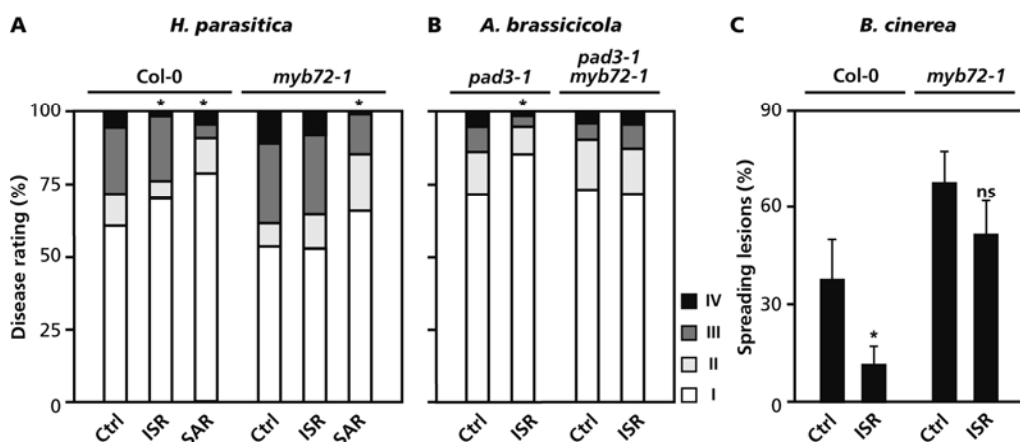 A H. parasitica
Col-0 myb72-1
* * *
Disease rating (%)
100
75
50
25
0
Ctrl ISR SAR Ctrl ISR SAR
B A. brassicicola
pad3-1 pad3-1
myb72-1
*
Ctrl ISR Ctrl ISR
IV
III
II
I
C B. cinerea
Col-0 myb72-1
Spreading lesions (%)
90
60
30
0
* ns
Ctrl ISR Ctrl ISR